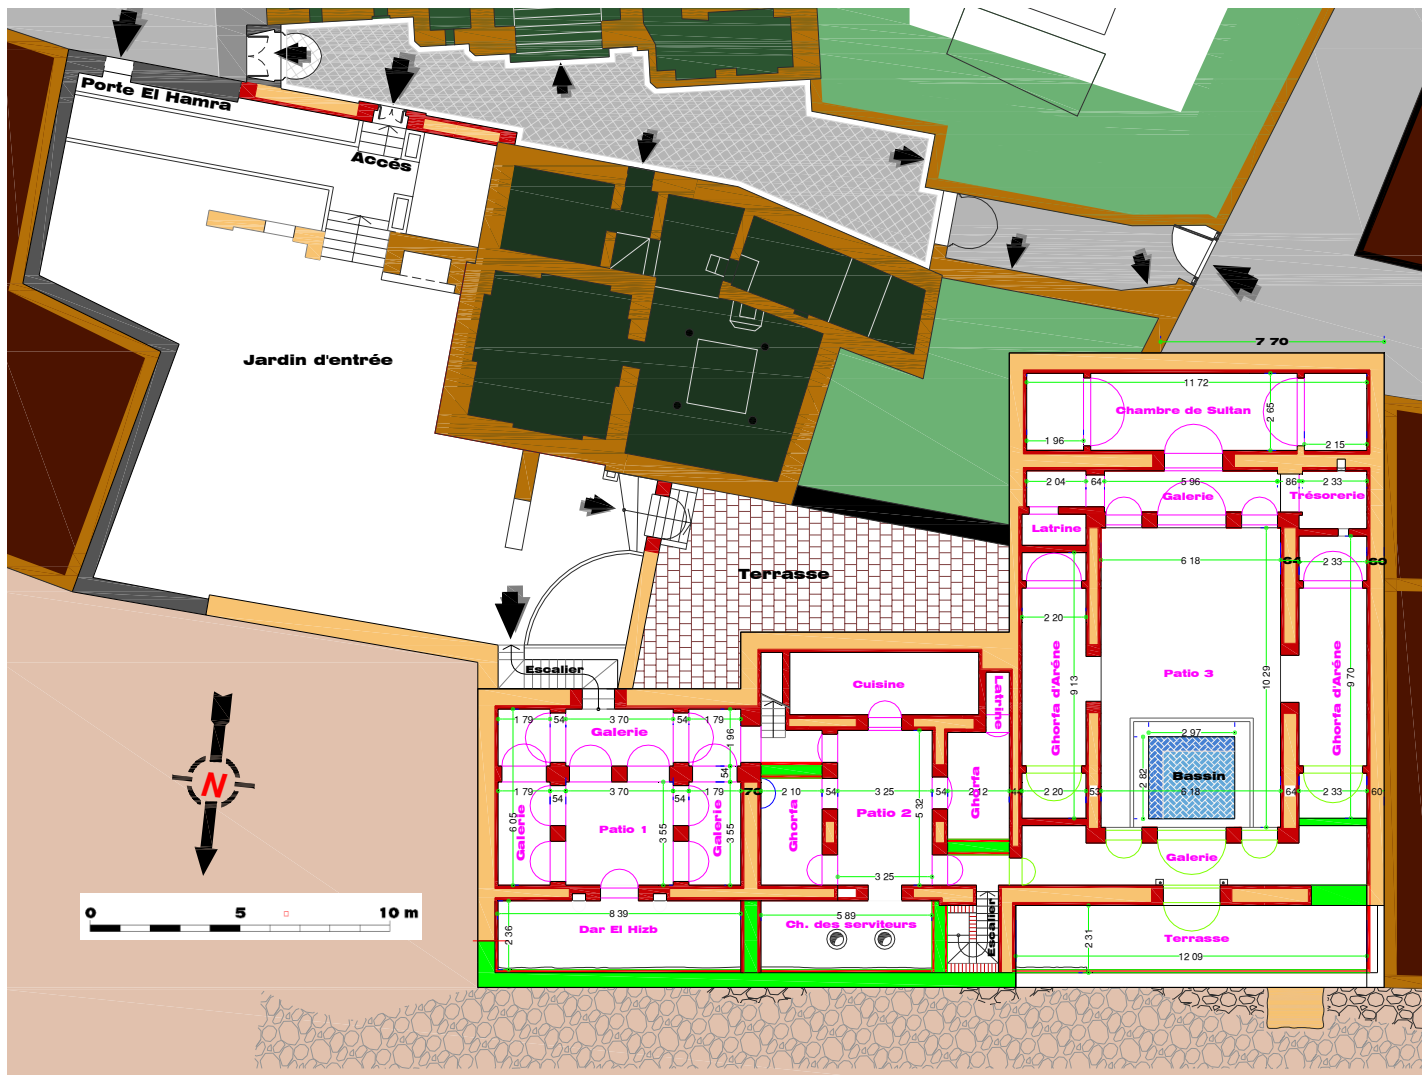 Porte El Hamra
Accés
Jardin d'entrée
7 70
11 72
Chambre de Sultan
2 65
1 96
2 15
2 04
64
5 96
86
2 33
Galerie
Trésorerie
Latrine
6 18
64
2 33
60
Terrasse
2 20
Ghorfa d'Aréne
9 13
Patio 3
10 29
Ghorfa d'Aréne
9 70
Escalier
Cuisine
Latrine
1 79
54
3 70
54
1 79
Galerie
1 96
54
2 97
2 82
Bassin
1 79
54
3 70
54
1 79
70
2 10
54
3 25
54
2 12
44
2 20
53
6 18
64
2 33
60
Galerie
6 05
Patio 1
3 55
Galerie
3 55
Ghorfa
Patio 2
5 32
Ghorfa
3 25
Galerie
N
0 5 10 m
8 39
Dar El Hizb
2 36
5 89
Ch. des serviteurs
Escalier
2 31
Terrasse
12 09